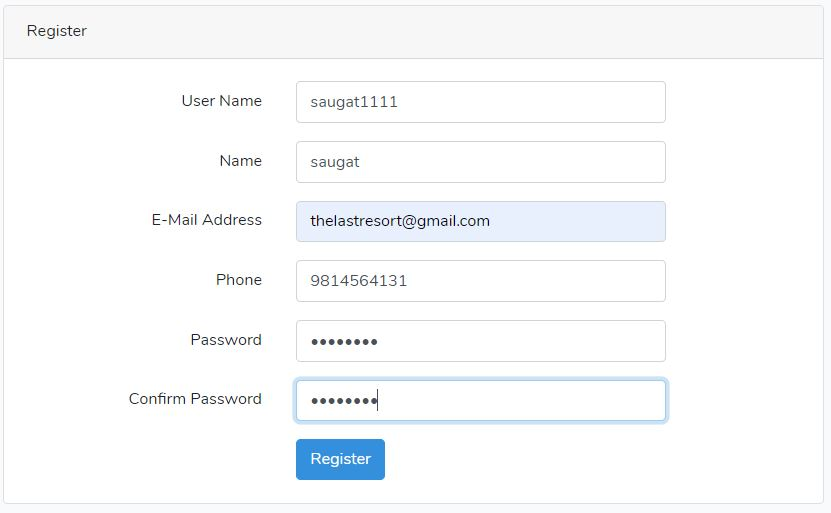 Register
User Name saugat1111
Name saugat
E-Mail Address thelastresort@gmail.com
Phone 9814564131
Password ••••••••
Confirm Password ••••••••
Register